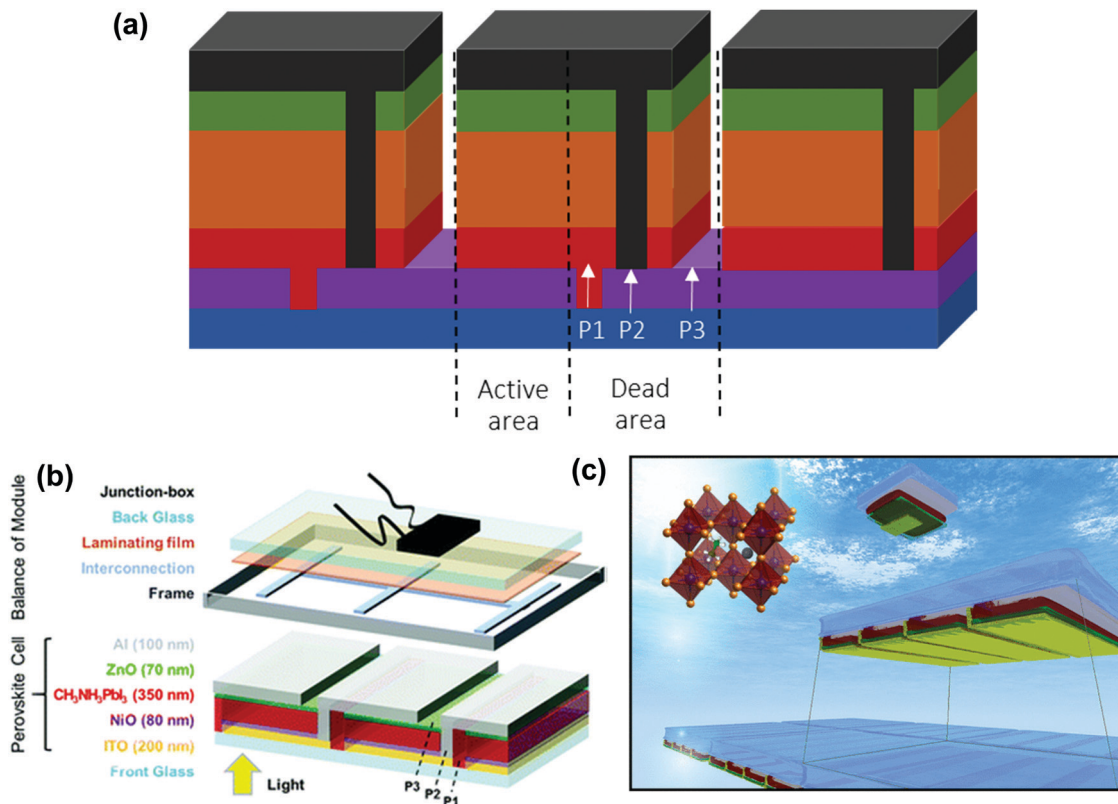 (a)
P1 P2 P3
Active area
Dead area
(b)
Balance of Module
Junction-box
Back Glass
Laminating film
Interconnection
Frame
Perovskite Cell
Al (100 nm)
ZnO (70 nm)
CH₃NH₃PbI₃ (350 nm)
NiO (80 nm)
ITO (200 nm)
Front Glass
Light
P3 P2 P1
(c)